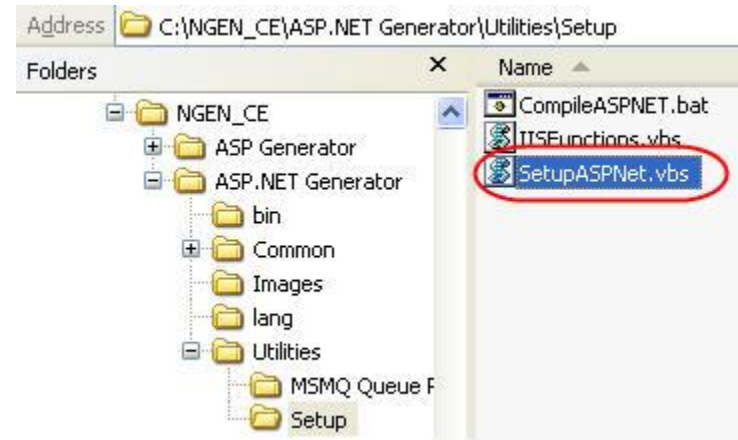 Address C:\NGEN_CE\ASP.NET Generator\Utilities\Setup
Folders
Name
NGEN_CE
ASP Generator
ASP.NET Generator
bin
Common
Images
lang
Utilities
MSMQ Queue P
Setup
CompileASPNET.bat
IISFunctions.vbs
SetupASPNet.vbs